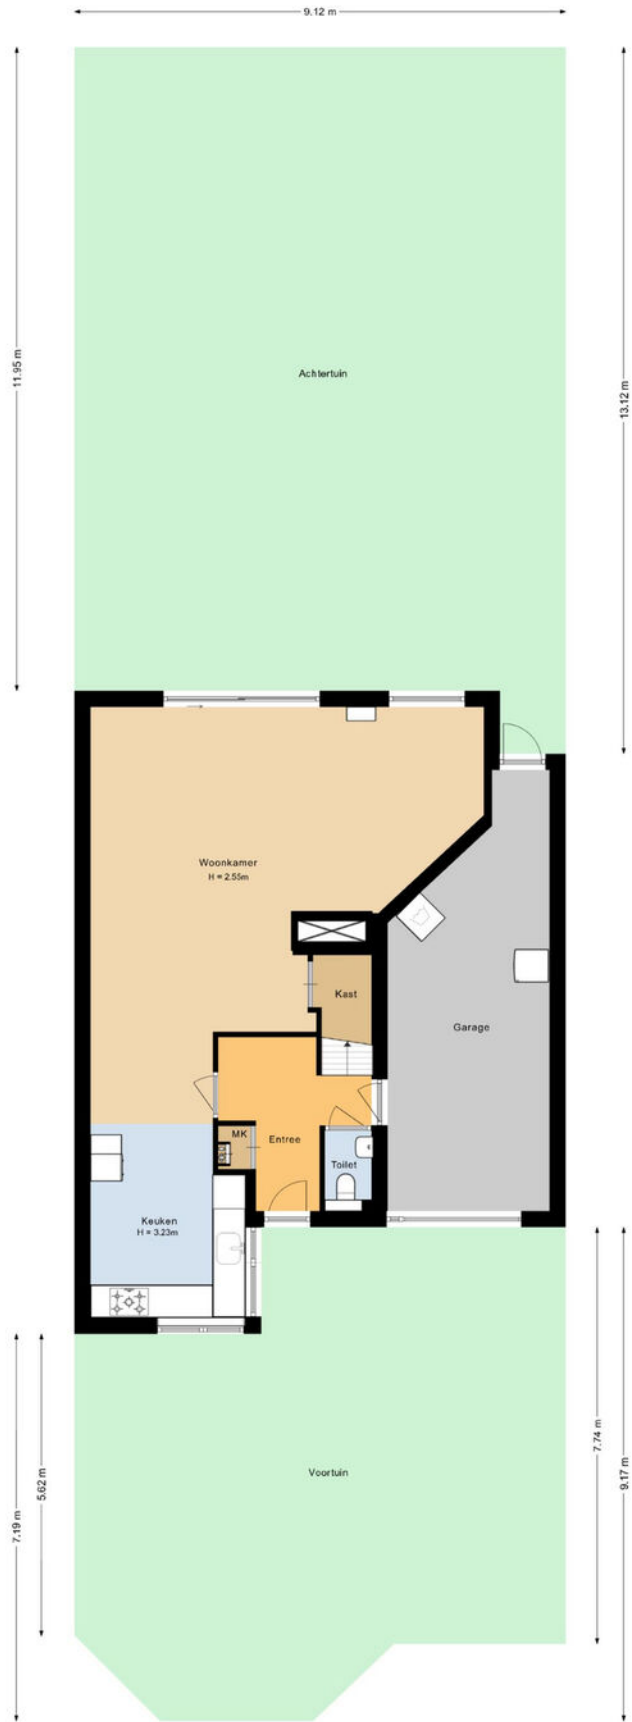 9.12 m
11.95 m
13.12 m
Achtertuin
Woonkamer
H = 2.55m
Kast
Garage
MK
Entree
Toilet
Keuken
H = 3.23m
Voortuin
5.62 m
7.19 m
7.74 m
9.17 m